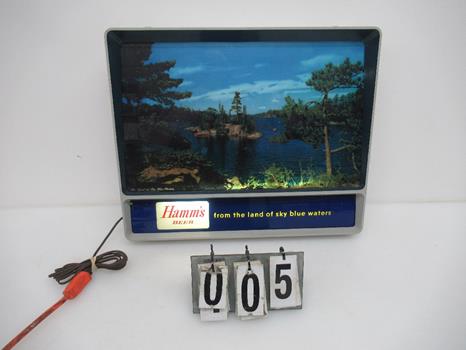 Hamm's
BEER
from the land of sky blue waters
005